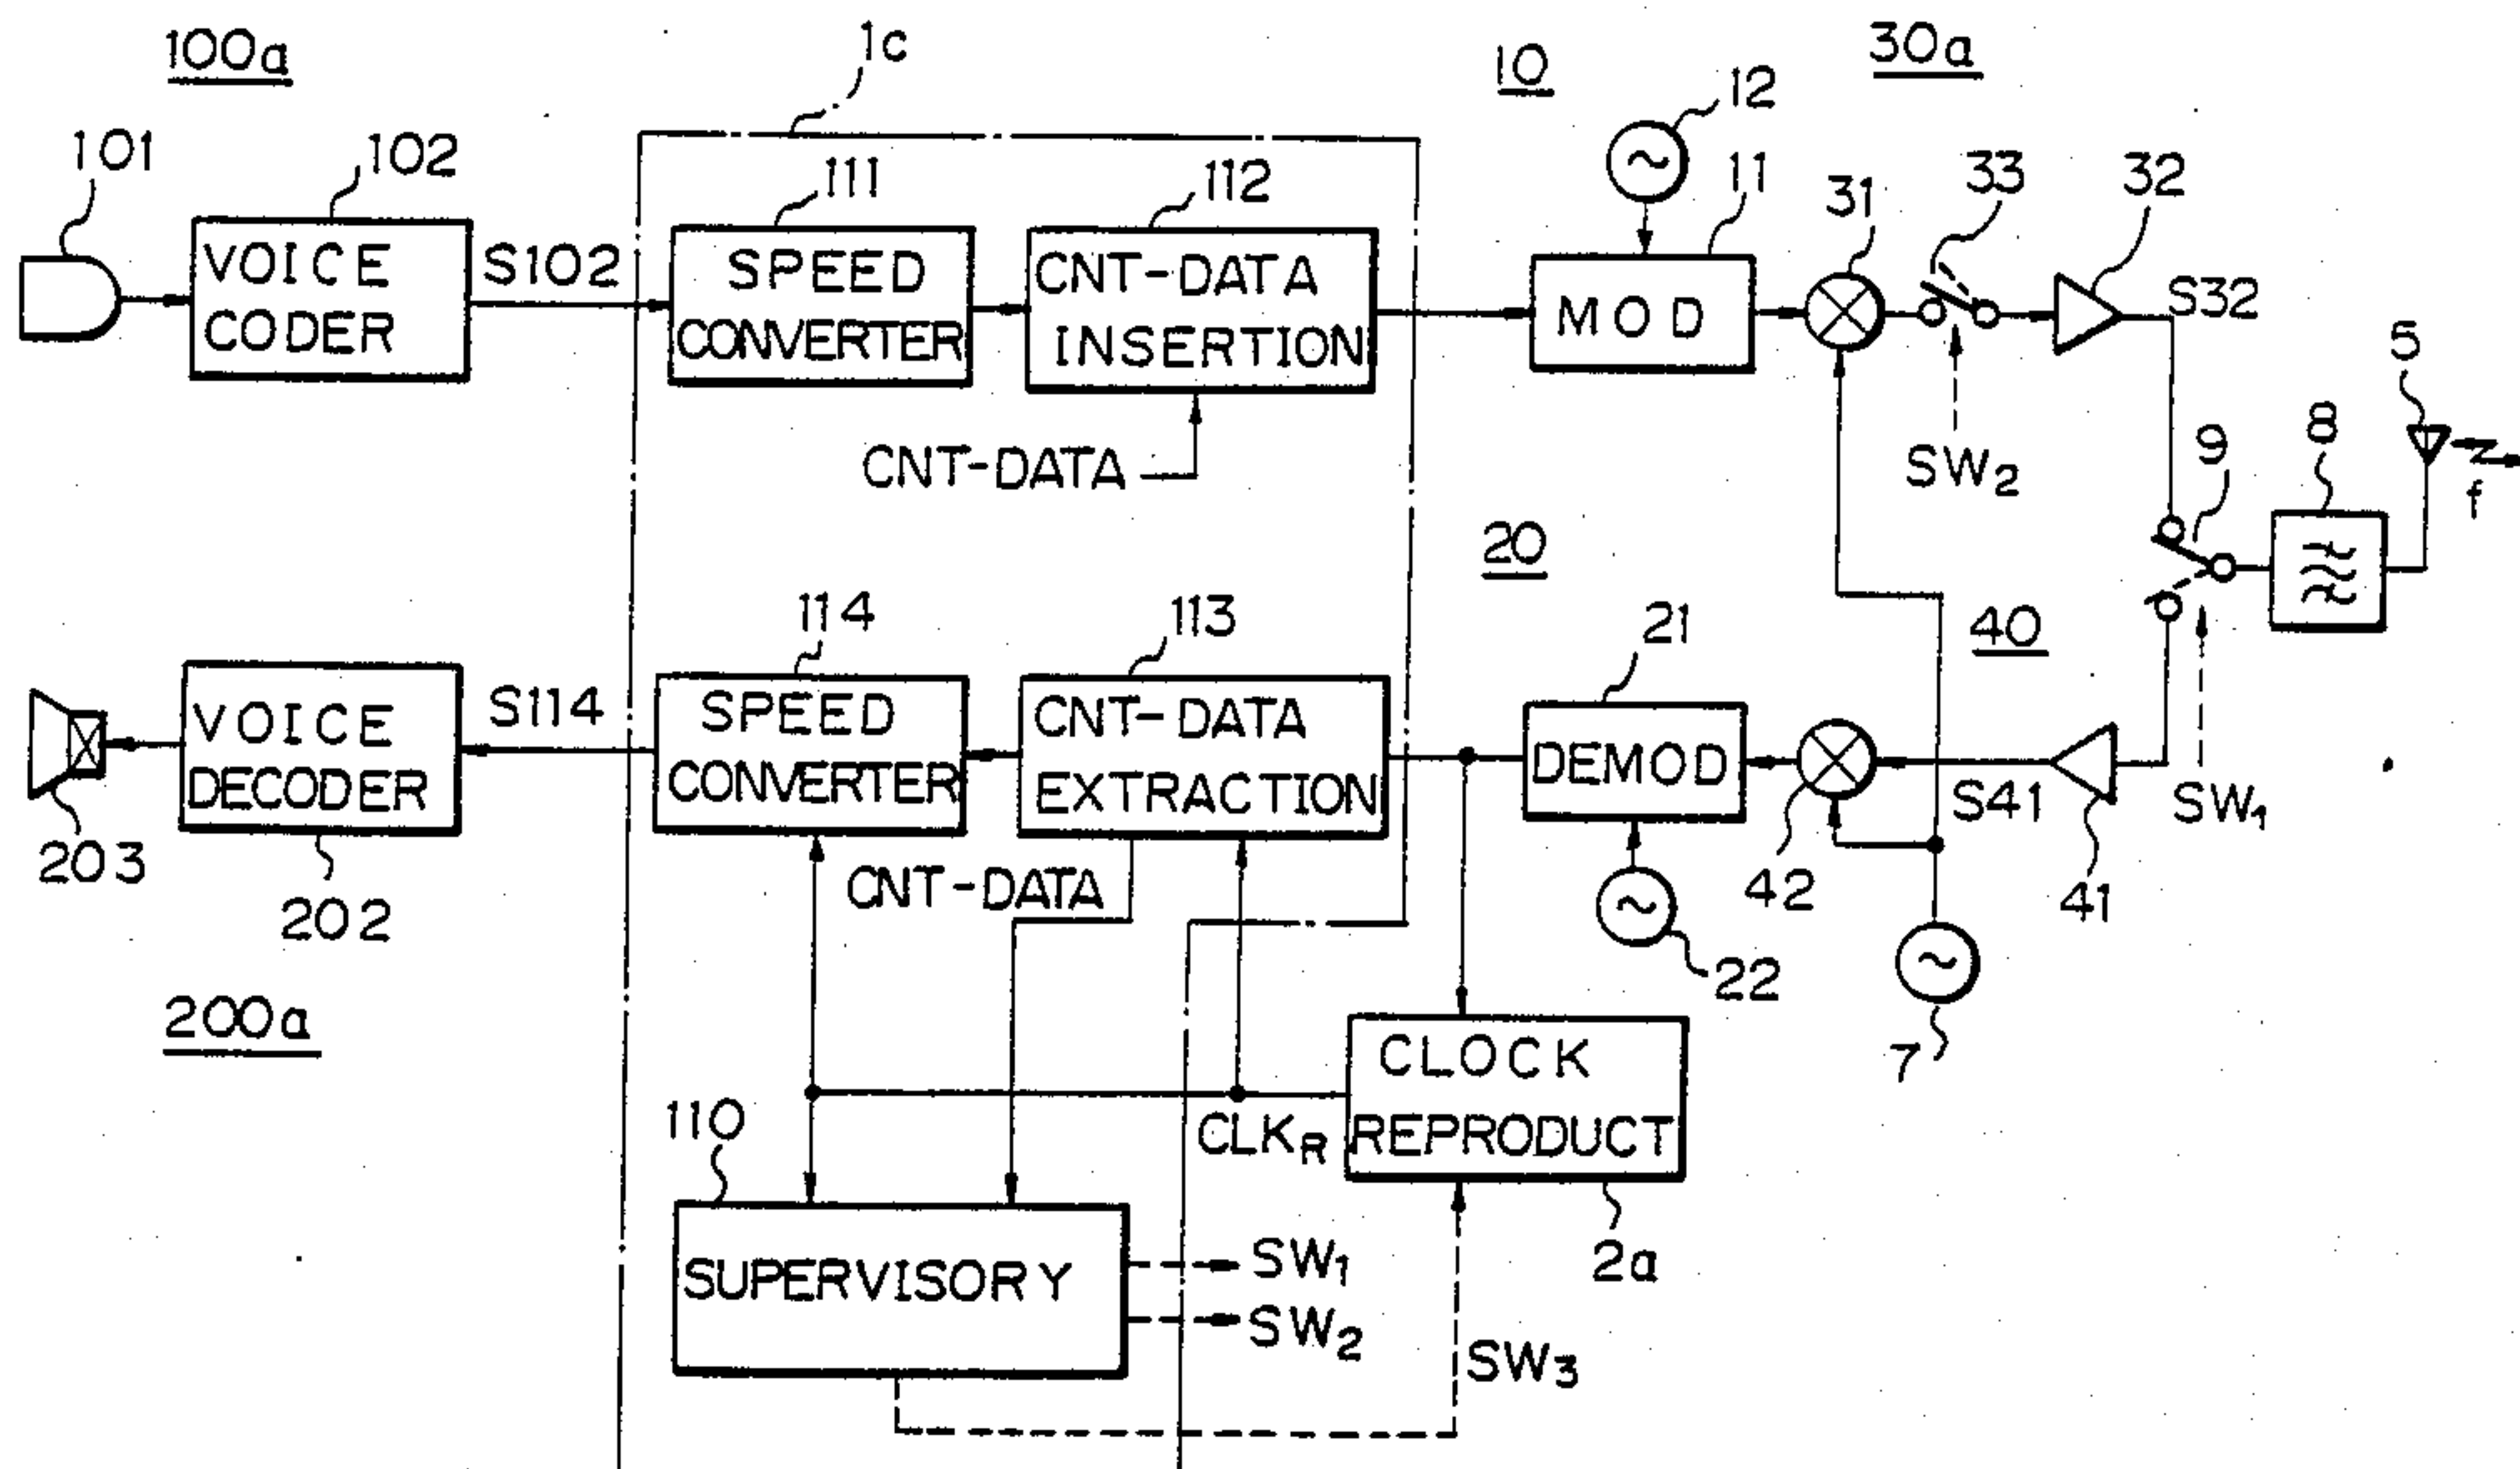 100a
1c
10
30a
12
101
102
111
112
11
31
33
32
VOICE
CODER
S102
SPEED
CONVERTER
CNT-DATA
INSERTION
MOD
S32
5
CNT-DATA
SW2
9
8
f
20
114
113
21
40
VOICE
DECODER
S114
SPEED
CONVERTER
CNT-DATA
EXTRACTION
DEMOD
S41
SW1
203
202
CNT-DATA
42
41
22
200a
7
CLOCK
REPRODUCT
110
CLKR
2a
SUPERVISORY
SW1
SW2
SW3